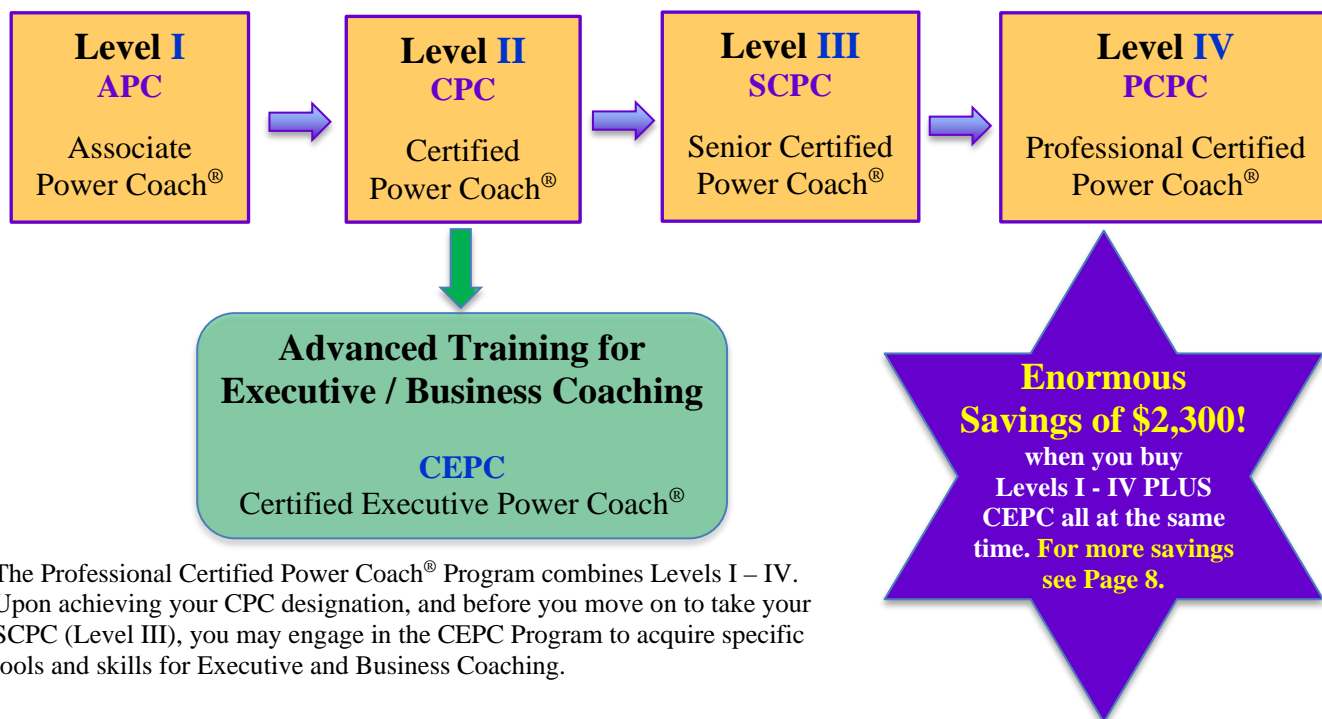 Level I
APC
Associate
Power Coach®
Level II
CPC
Certified
Power Coach®
Level III
SCPC
Senior Certified
Power Coach®
Level IV
PCPC
Professional Certified
Power Coach®
Advanced Training for
Executive / Business Coaching
CEPC
Certified Executive Power Coach®
Enormous
Savings of $2,300!
when you buy
Levels I - IV PLUS
CEPC all at the same
time. For more savings
see Page 8.
The Professional Certified Power Coach® Program combines Levels I – IV.
Upon achieving your CPC designation, and before you move on to take your
SCPC (Level III), you may engage in the CEPC Program to acquire specific
tools and skills for Executive and Business Coaching.